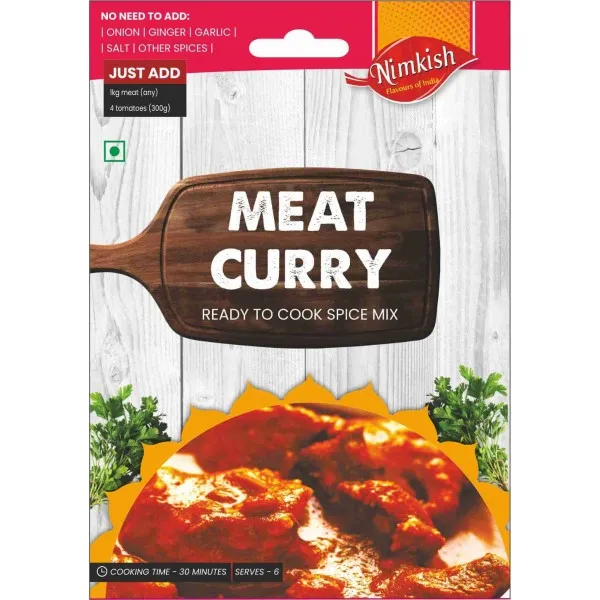 NO NEED TO ADD:
| ONION | GINGER | GARLIC |
| SALT | OTHER SPICES |
JUST ADD
1kg meat (any)
4 tomatoes (300g)
Nimkish
Flavours of India
MEAT
CURRY
READY TO COOK SPICE MIX
COOKING TIME - 30 MINUTES | SERVES - 6